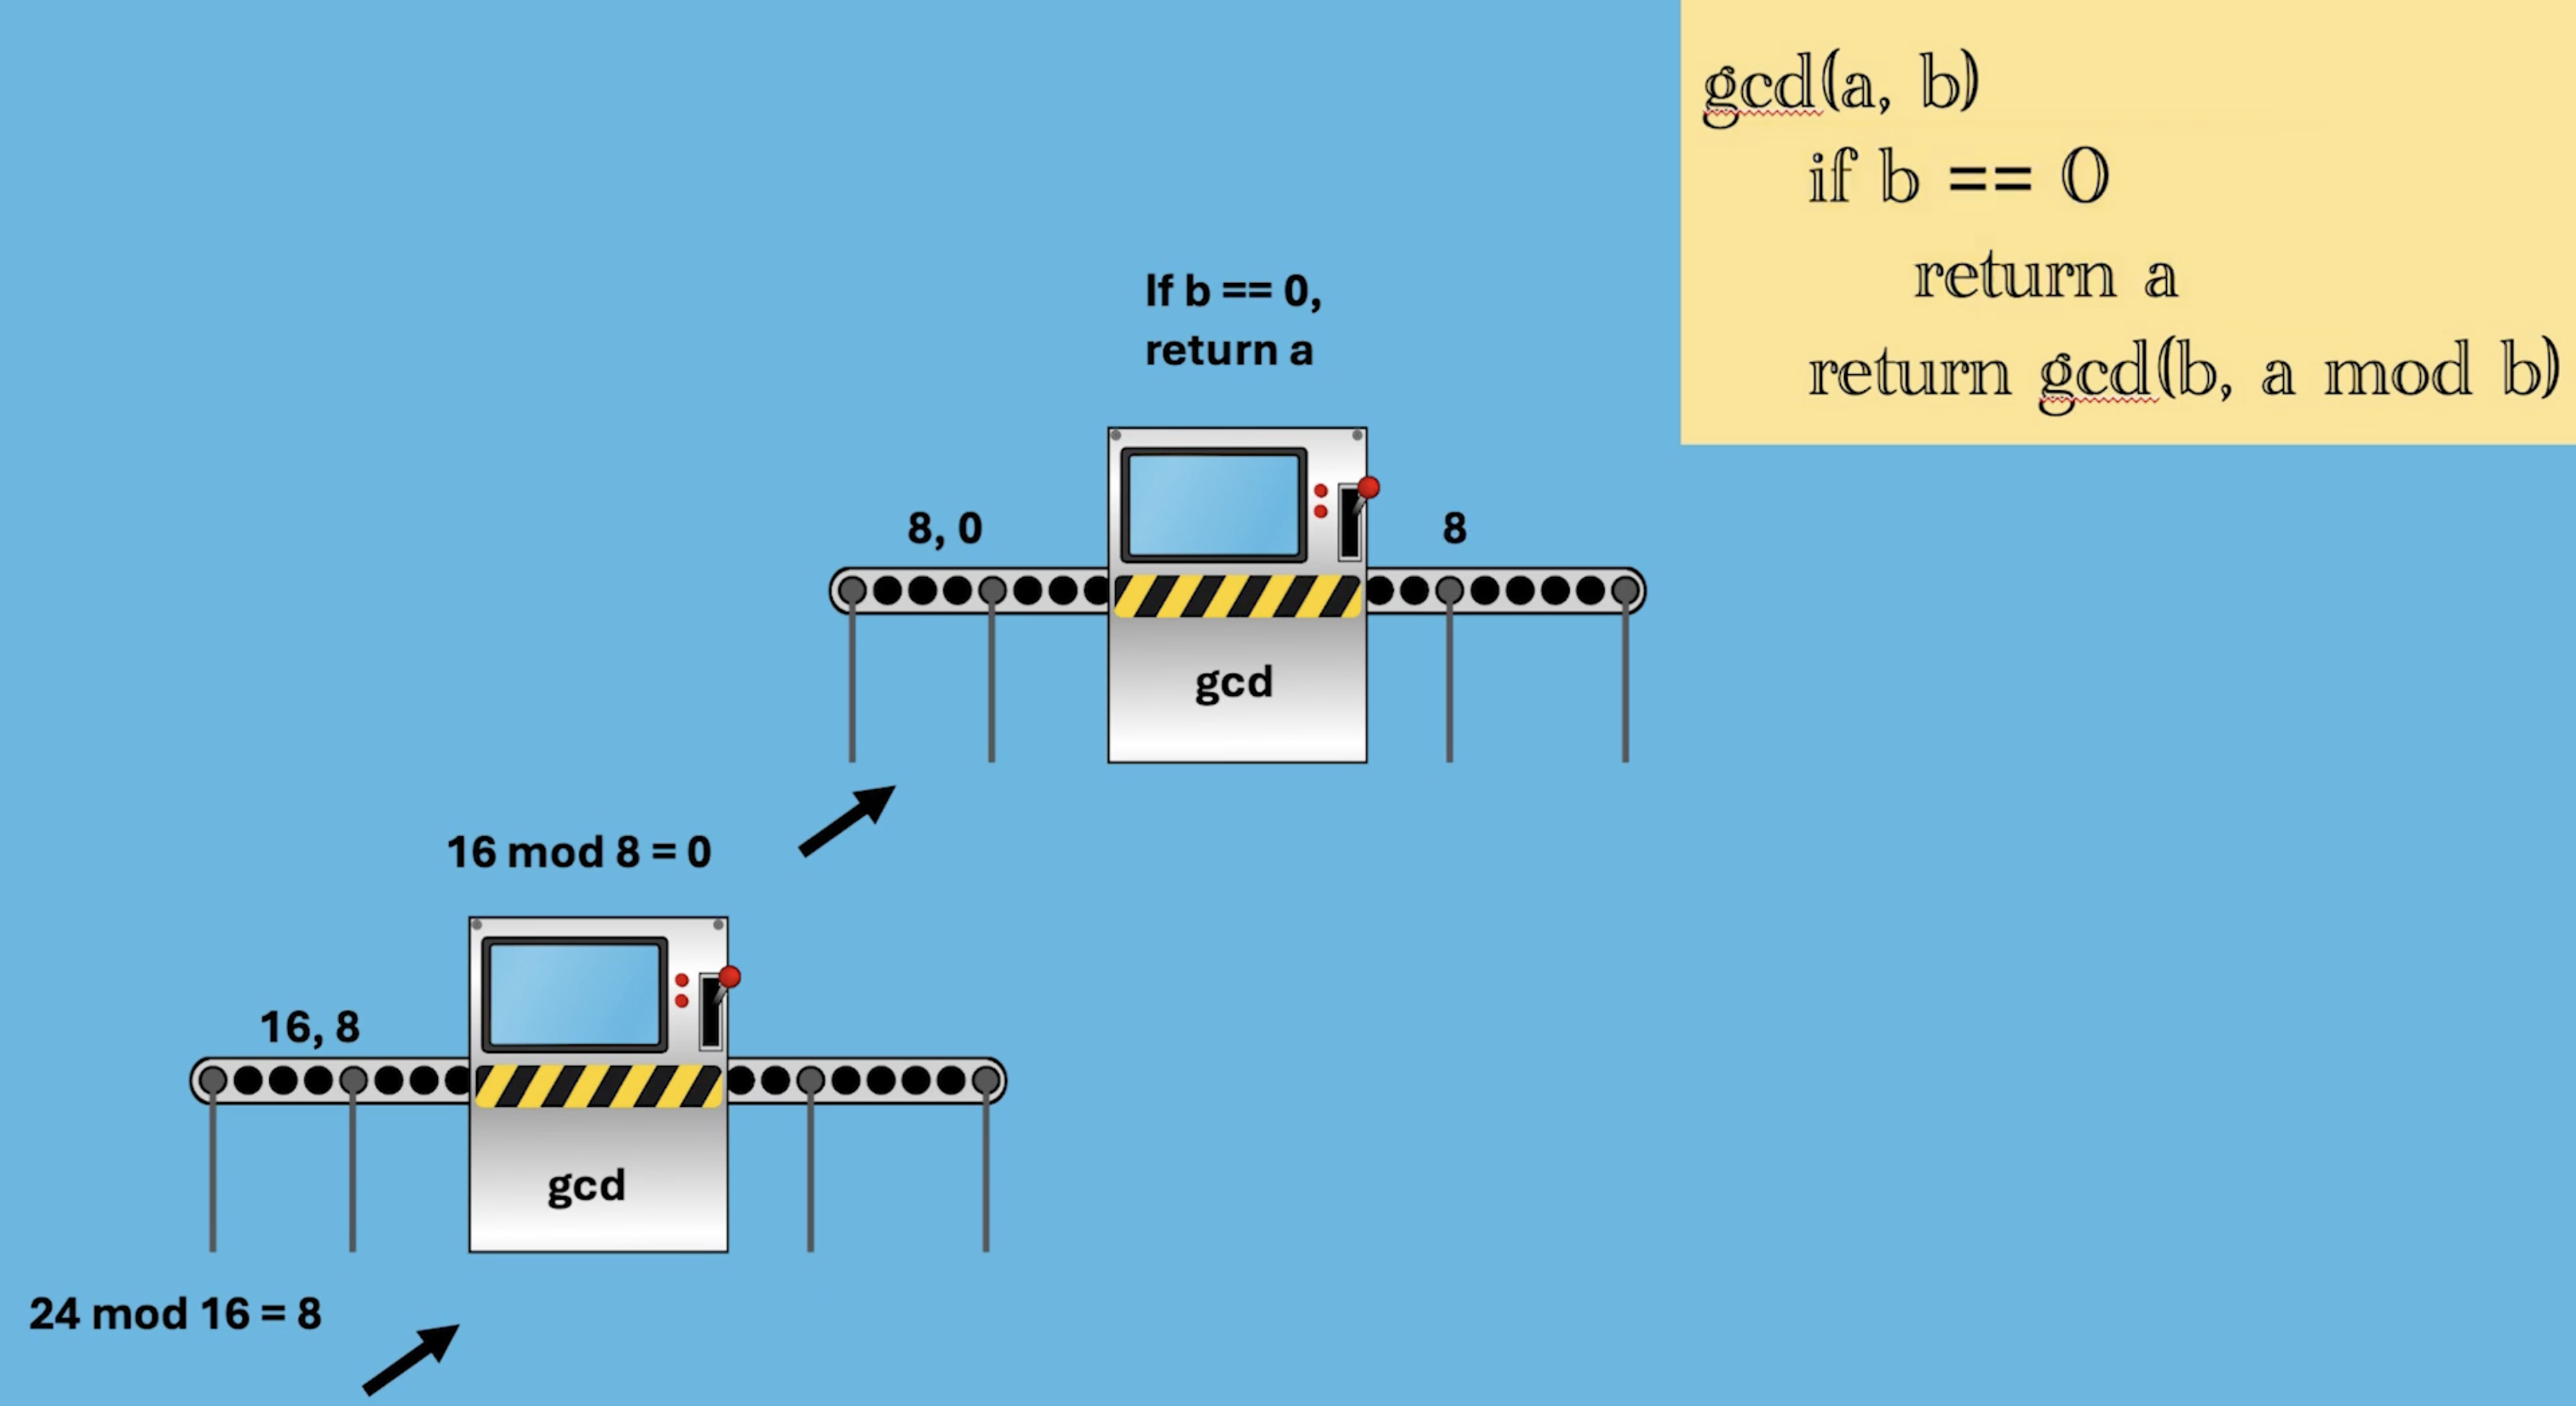 gcd(a, b)
if b == 0
return a
return gcd(b, a mod b)
If b == 0,
return a
8, 0
8
gcd
16 mod 8 = 0
16, 8
gcd
24 mod 16 = 8